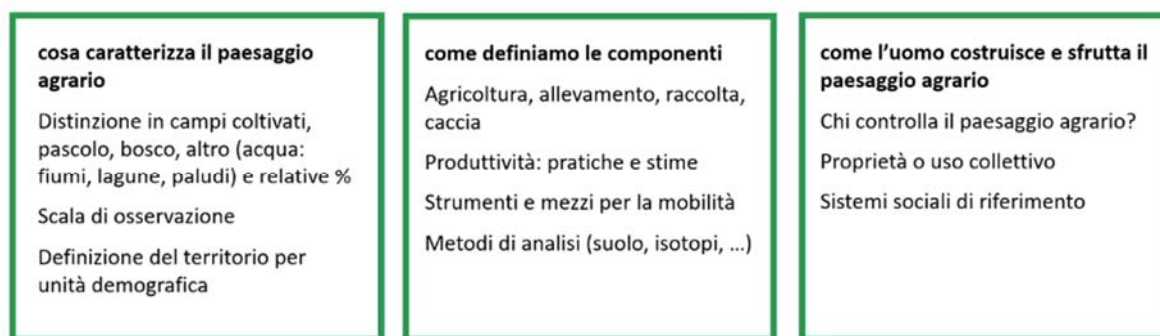 cosa caratterizza il paesaggio
agrario
Distinzione in campi coltivati,
pascolo, bosco, altro (acqua:
fiumi, lagune, paludi) e relative %
Scala di osservazione
Definizione del territorio per
unità demografica
come definiamo le componenti
Agricoltura, allevamento, raccolta,
caccia
Produttività: pratiche e stime
Strumenti e mezzi per la mobilità
Metodi di analisi (suolo, isotopi, ...)
come l’uomo costruisce e sfrutta il
paesaggio agrario
Chi controlla il paesaggio agrario?
Proprietà o uso collettivo
Sistemi sociali di riferimento